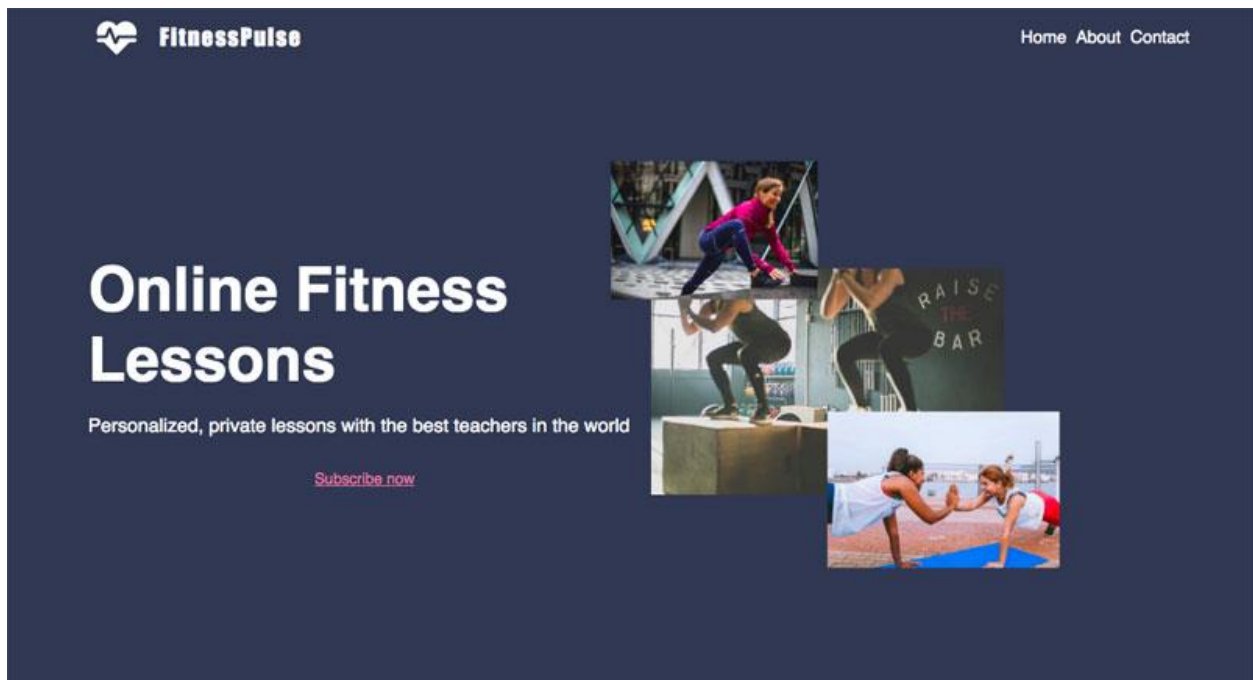 FitnessPulse
Home About Contact
Online Fitness
Lessons
Personalized, private lessons with the best teachers in the world
Subscribe now
RAISE
THE
BAR